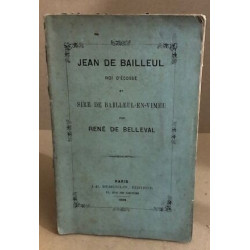 JEAN DE BAILLEUL
ROI D'ÉCOSSE
ET
SIRE DE BAILLEUL-EN-VIMEU
PAR
RENÉ DE BELLEVAL
PARIS